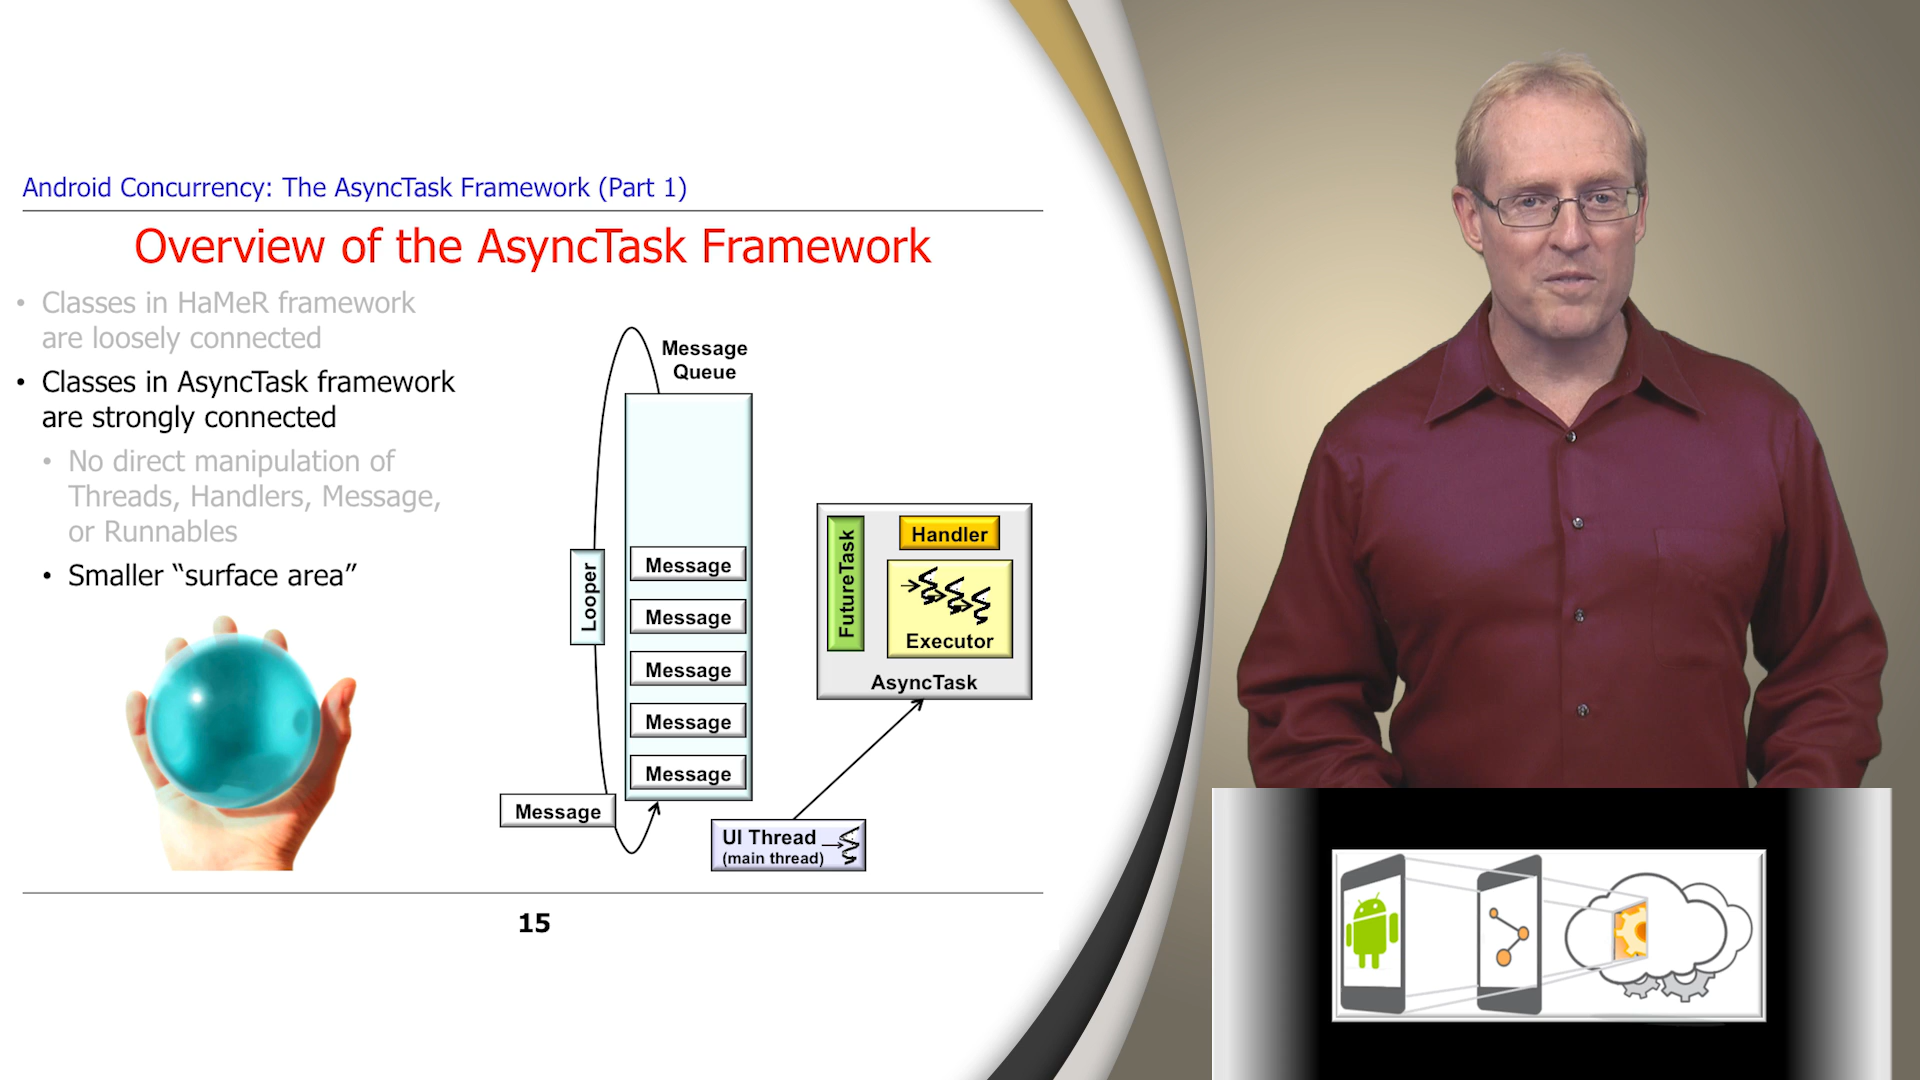 Android Concurrency: The AsyncTask Framework (Part 1)
Overview of the AsyncTask Framework
• Classes in HaMeR framework
are loosely connected
• Classes in AsyncTask framework
are strongly connected
• No direct manipulation of
Threads, Handlers, Message,
or Runnables
• Smaller “surface area”
Message
Queue
Looper
Message
Message
Message
Message
Message
Message
FutureTask
Handler
Executor
AsyncTask
UI Thread
(main thread)
15